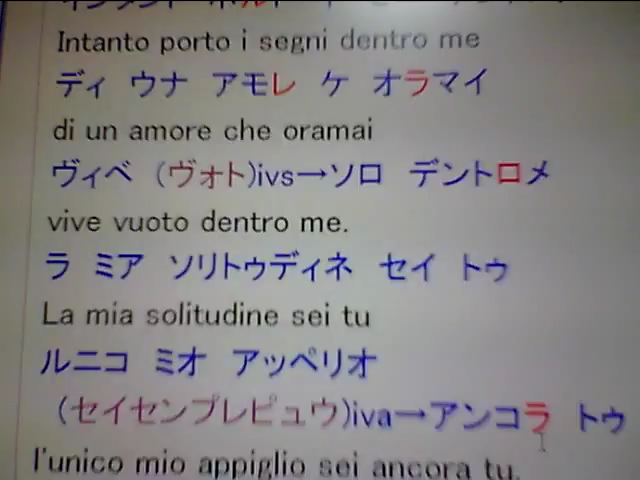 Intanto porto i segni dentro me
ディ ウナ アモレ ケ オラマイ
di un amore che oramai
ヴィベ (ヴォト)ivs→ソロ デントロメ
vive vuoto dentro me.
ラ ミア ソリトゥディネ セイ トゥ
La mia solitudine sei tu
ルニコ ミオ アッペリオ
(セイセンプレピュウ)iva→アンコラ トゥ
l'unico mio appiglio sei ancora tu.